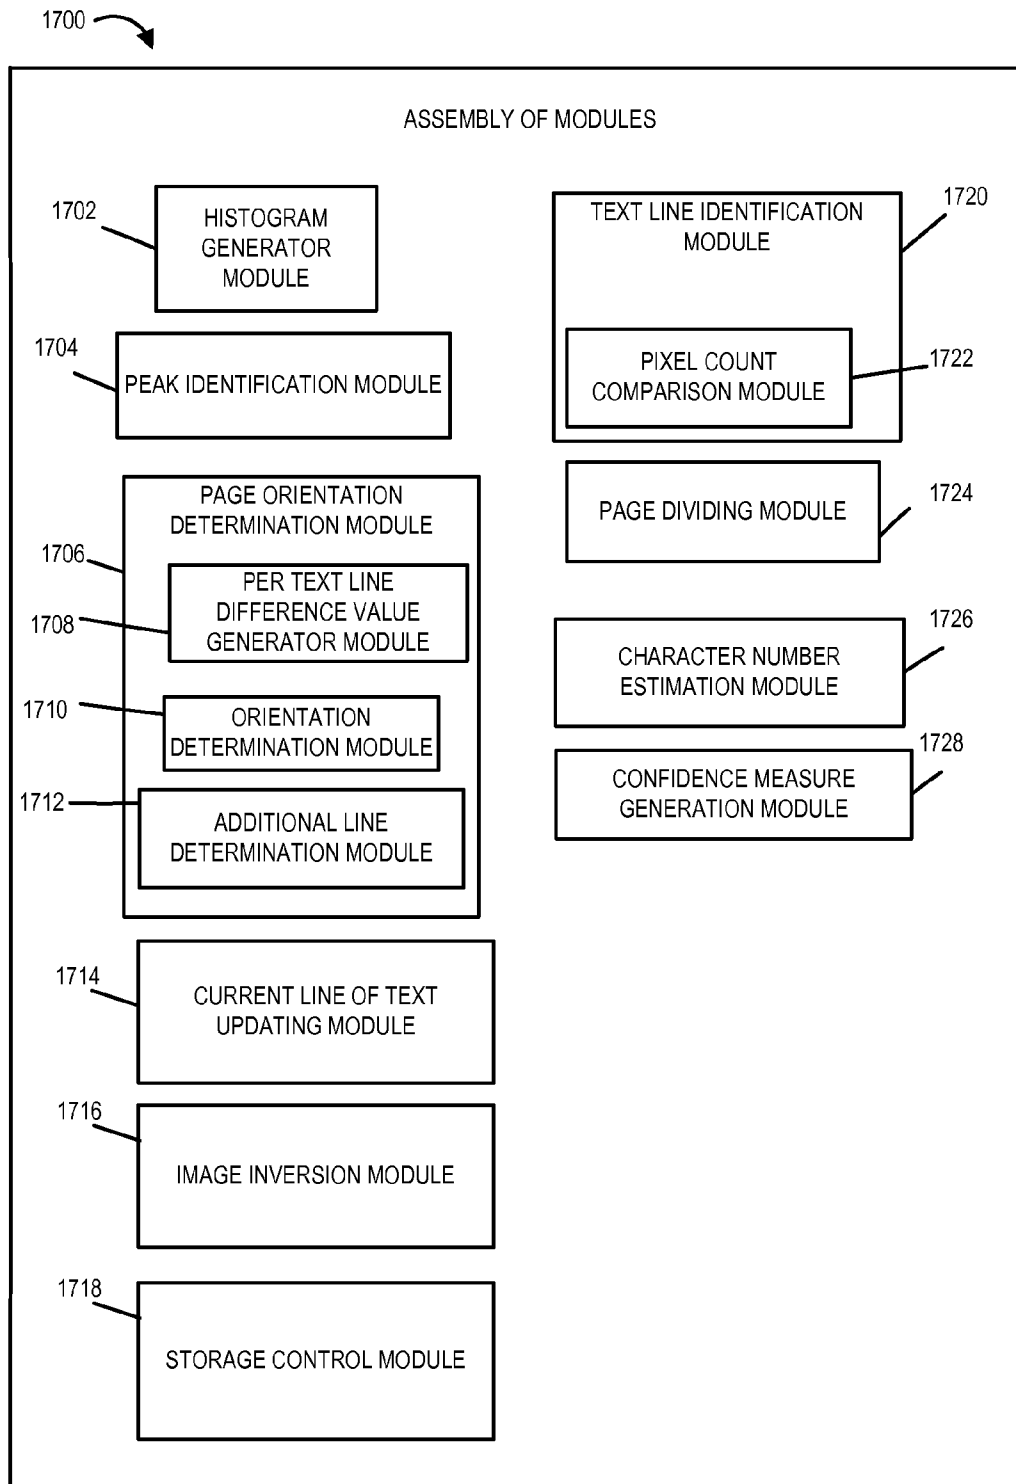 1700
ASSEMBLY OF MODULES
1702
HISTOGRAM
GENERATOR
MODULE
1704
PEAK IDENTIFICATION MODULE
PAGE ORIENTATION
DETERMINATION MODULE
1706
PER TEXT LINE
DIFFERENCE VALUE
GENERATOR MODULE
1708
1710
ORIENTATION
DETERMINATION MODULE
1712
ADDITIONAL LINE
DETERMINATION MODULE
1714
CURRENT LINE OF TEXT
UPDATING MODULE
1716
IMAGE INVERSION MODULE
1718
STORAGE CONTROL MODULE
TEXT LINE IDENTIFICATION
MODULE
1720
PIXEL COUNT
COMPARISON MODULE
1722
PAGE DIVIDING MODULE
1724
CHARACTER NUMBER
ESTIMATION MODULE
1726
CONFIDENCE MEASURE
GENERATION MODULE
1728